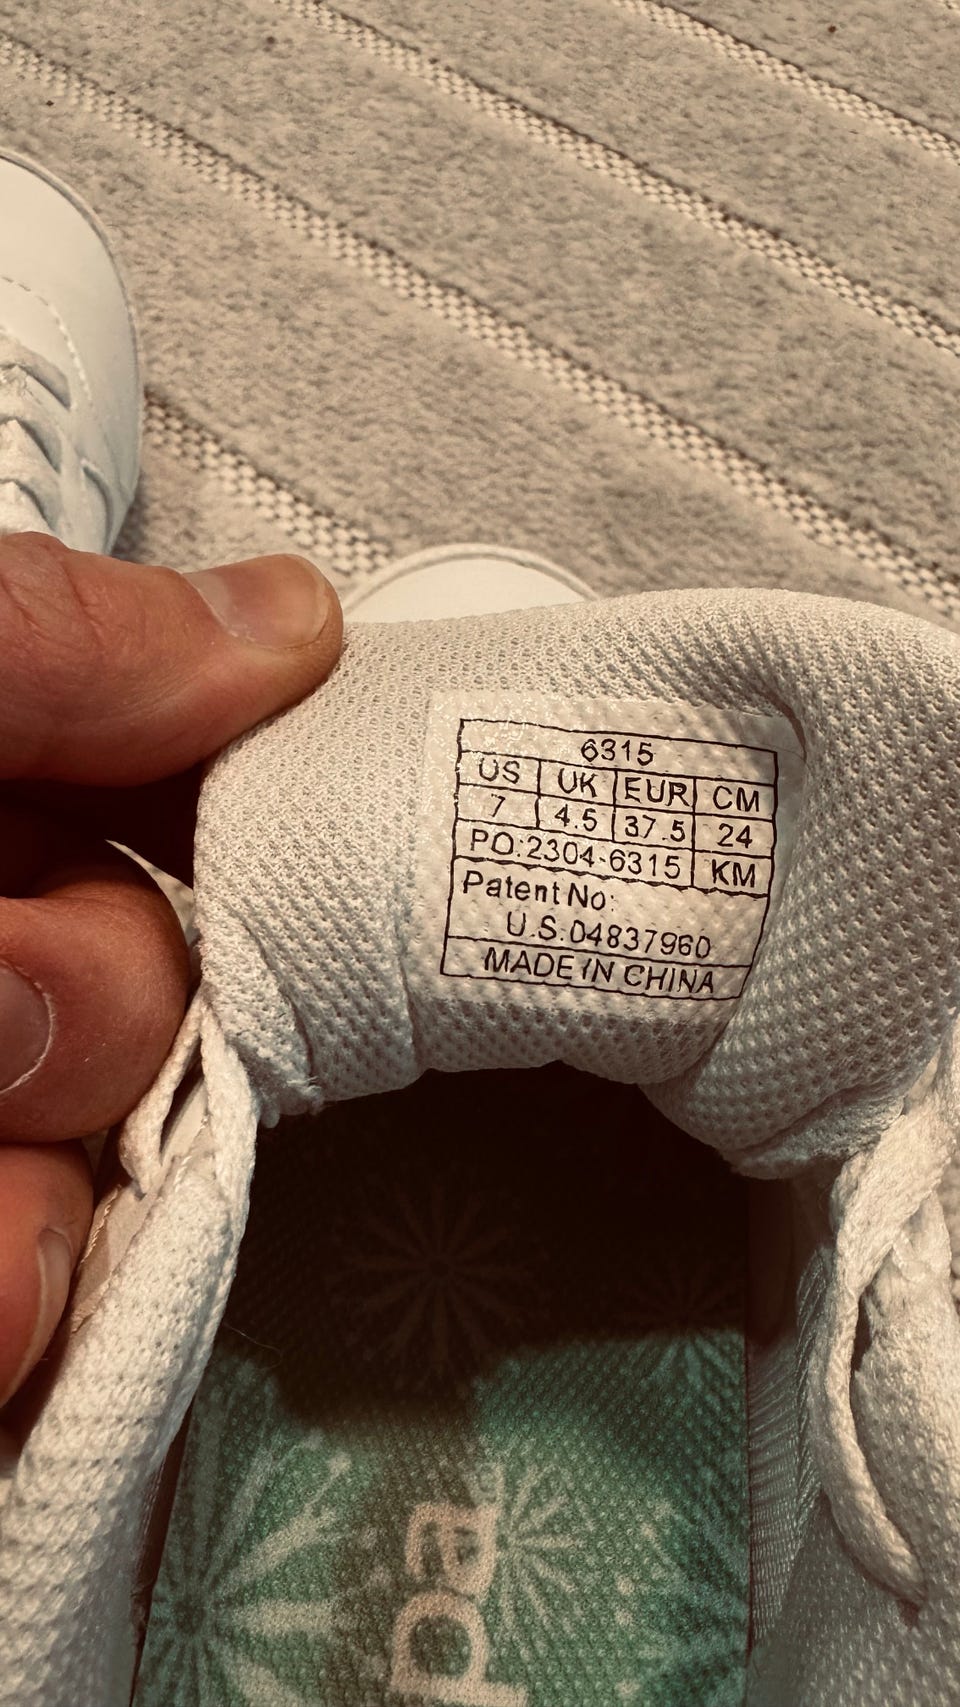 6315
US UK EUR CM
7 4.5 37.5 24
PO:2304-6315 KM
Patent No:
U.S.04837960
MADE IN CHINA